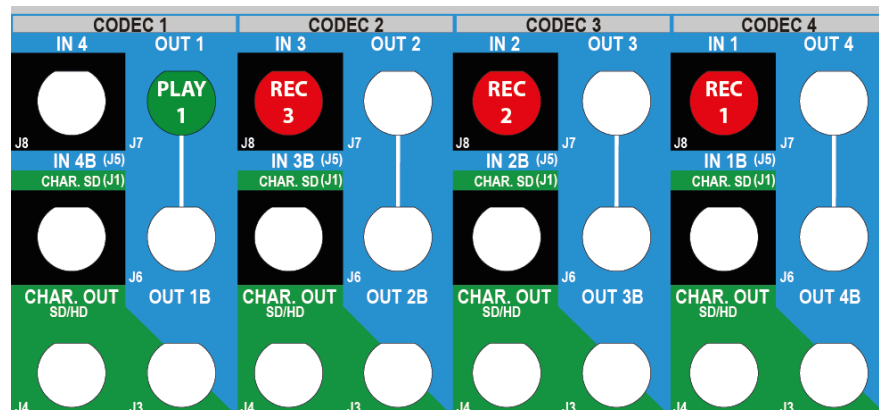 CODEC 1 CODEC 2 CODEC 3 CODEC 4
IN 4 OUT 1 IN 3 OUT 2 IN 2 OUT 3 IN 1 OUT 4
PLAY REC REC REC
1 3 2 1
J8 J7 J8 J7 J8 J7 J8 J7
IN 4B (J5) IN 3B (J5) IN 2B (J5) IN 1B (J5)
CHAR. SD (J1) CHAR. SD (J1) CHAR. SD (J1) CHAR. SD (J1)
J6 J6 J6 J6
CHAR. OUT OUT 1B CHAR. OUT OUT 2B CHAR. OUT OUT 3B CHAR. OUT OUT 4B
SD/HD SD/HD SD/HD SD/HD
J4 J3 J4 J3 J4 J3 J4 J3